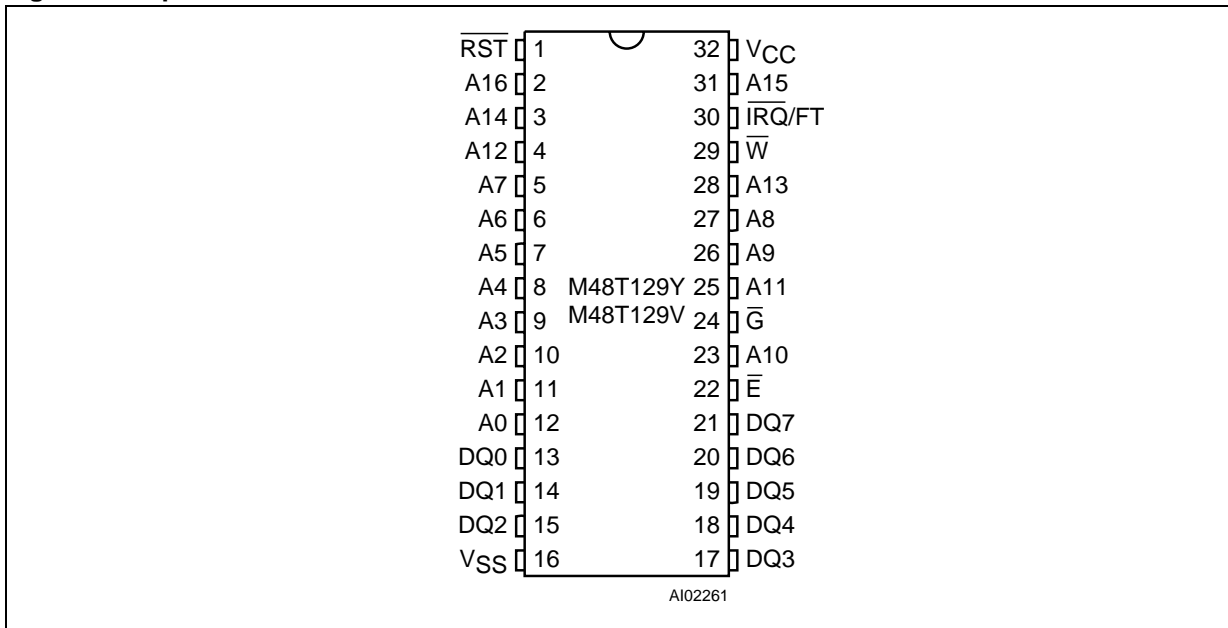 R̅S̅T̅ 1 32 VCC
A16 2 31 A15
A14 3 30 I̅R̅Q̅/FT
A12 4 29 W̅
A7 5 28 A13
A6 6 27 A8
A5 7 26 A9
A4 8 M48T129Y 25 A11
A3 9 M48T129V 24 G̅
A2 10 23 A10
A1 11 22 E̅
A0 12 21 DQ7
DQ0 13 20 DQ6
DQ1 14 19 DQ5
DQ2 15 18 DQ4
VSS 16 17 DQ3
AI02261